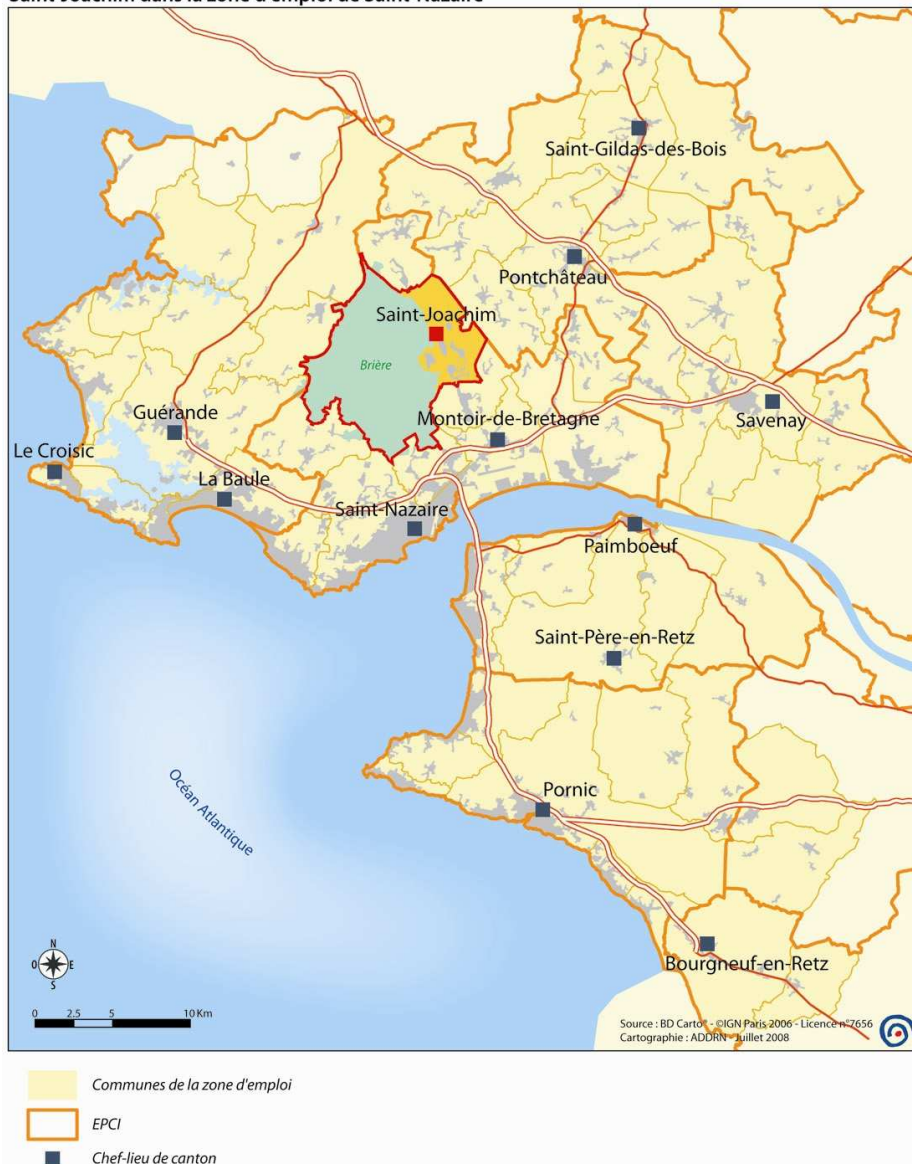 Saint-Joachim dans la zone d'emploi de Saint-Nazaire
Saint-Gildas-des-Bois
Pontchâteau
Saint-Joachim
Brière
Guérande
Montoir-de-Bretagne
Savenay
Le Croisic
La Baule
Saint-Nazaire
Paimboeuf
Saint-Père-en-Retz
Océan Atlantique
Pornic
Bourgneuf-en-Retz
N
O E
S
0 2.5 5 10 Km
Source : BD Carto® - ©IGN Paris 2006 - Licence n°7656
Cartographie : ADDRN - Juillet 2008
Communes de la zone d'emploi
EPCI
Chef-lieu de canton